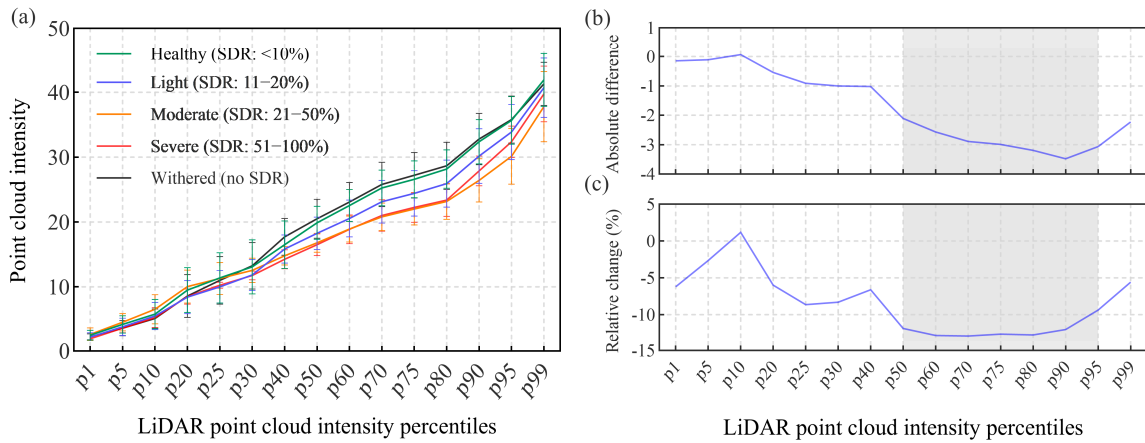 (a)
50
40
30
20
10
0
Point cloud intensity
Healthy (SDR: <10%)
Light (SDR: 11−20%)
Moderate (SDR: 21−50%)
Severe (SDR: 51−100%)
Withered (no SDR)
p1 p5 p10 p20 p25 p30 p40 p50 p60 p70 p75 p80 p90 p95 p99
LiDAR point cloud intensity percentiles
(b)
1
0
-1
-2
-3
-4
Absolute difference
(c)
5
0
-5
-10
-15
Relative change (%)
p1 p5 p10 p20 p25 p30 p40 p50 p60 p70 p75 p80 p90 p95 p99
LiDAR point cloud intensity percentiles